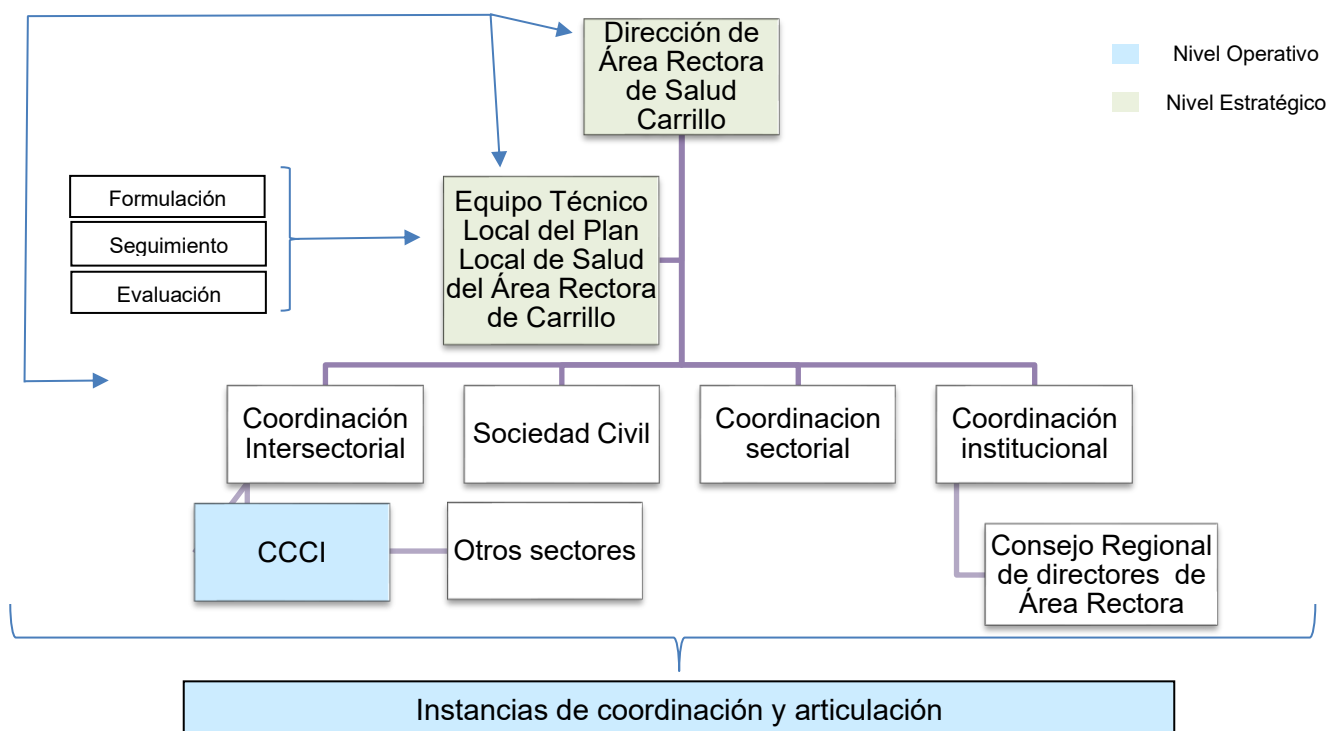 Dirección de
Área Rectora
de Salud
Carrillo
Nivel Operativo
Nivel Estratégico
Formulación
Seguimiento
Evaluación
Equipo Técnico
Local del Plan
Local de Salud
del Área Rectora
de Carrillo
Coordinación
Intersectorial
Sociedad Civil
Coordinacion
sectorial
Coordinación
institucional
CCCI
Otros sectores
Consejo Regional
de directores de
Área Rectora
Instancias de coordinación y articulación